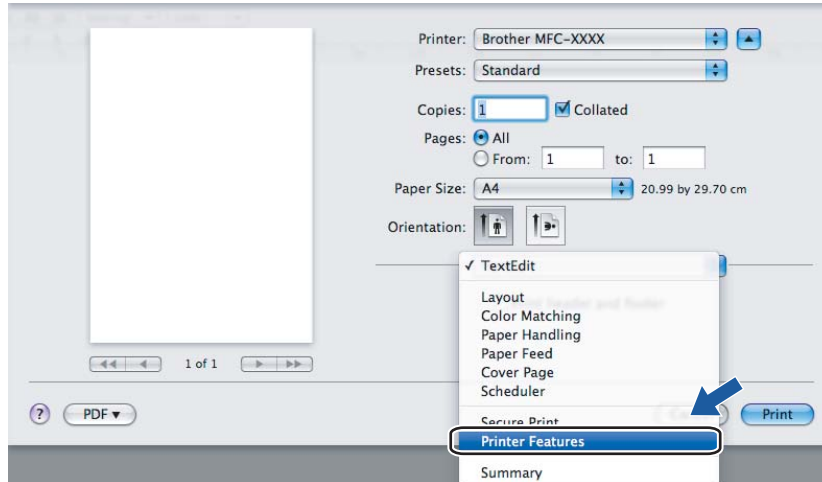 Printer: Brother MFC-XXXX
Presets: Standard
Copies: 1 Collated
Pages: All
From: 1 to: 1
Paper Size: A4 20.99 by 29.70 cm
Orientation:
✓ TextEdit
Layout
Color Matching
Paper Handling
Paper Feed
Cover Page
Scheduler
Secure Print
Printer Features
Summary
1 of 1
? PDF▼ Print